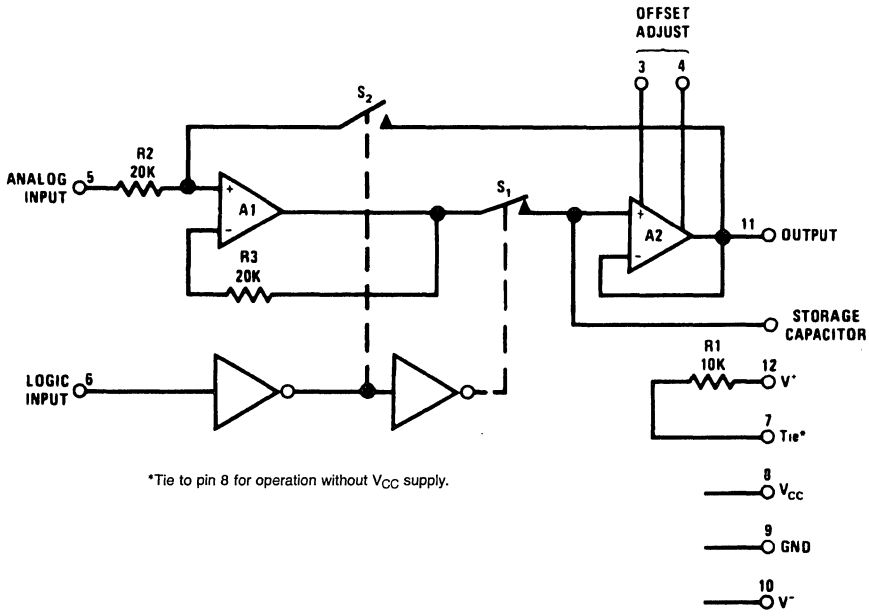 OFFSET
ADJUST
3 4
S2
R2
20K
ANALOG
INPUT
5
+
A1
-
S1
+
A2
-
11
OUTPUT
R3
20K
STORAGE
CAPACITOR
LOGIC
INPUT
6
R1
10K
12
V+
7
Tie*
*Tie to pin 8 for operation without VCC supply.
8
VCC
9
GND
10
V-